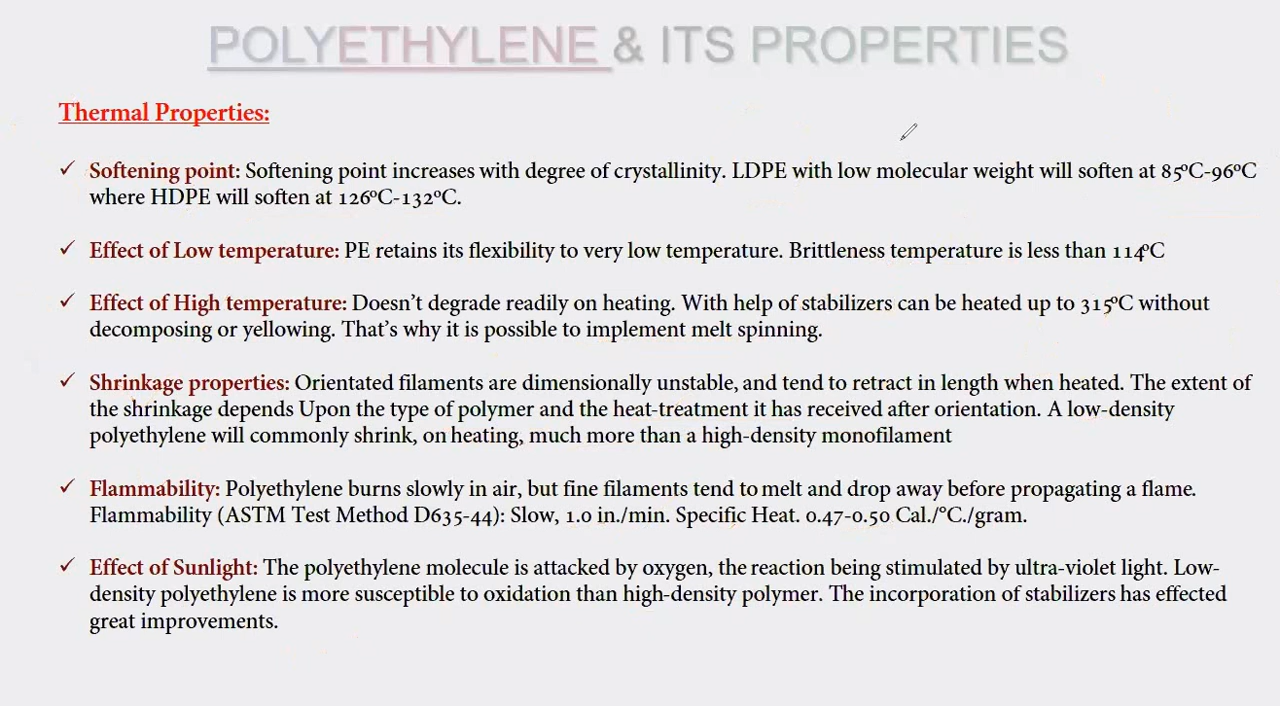 POLYETHYLENE & ITS PROPERTIES
Thermal Properties:
✓ Softening point: Softening point increases with degree of crystallinity. LDPE with low molecular weight will soften at 85ºC-96ºC
where HDPE will soften at 126ºC-132ºC.
✓ Effect of Low temperature: PE retains its flexibility to very low temperature. Brittleness temperature is less than 114ºC
✓ Effect of High temperature: Doesn't degrade readily on heating. With help of stabilizers can be heated up to 315ºC without
decomposing or yellowing. That's why it is possible to implement melt spinning.
✓ Shrinkage properties: Orientated filaments are dimensionally unstable, and tend to retract in length when heated. The extent of
the shrinkage depends Upon the type of polymer and the heat-treatment it has received after orientation. A low-density
polyethylene will commonly shrink, on heating, much more than a high-density monofilament
✓ Flammability: Polyethylene burns slowly in air, but fine filaments tend to melt and drop away before propagating a flame.
Flammability (ASTM Test Method D635-44): Slow, 1.0 in./min. Specific Heat. 0.47-0.50 Cal./ºC./gram.
✓ Effect of Sunlight: The polyethylene molecule is attacked by oxygen, the reaction being stimulated by ultra-violet light. Low-
density polyethylene is more susceptible to oxidation than high-density polymer. The incorporation of stabilizers has effected
great improvements.